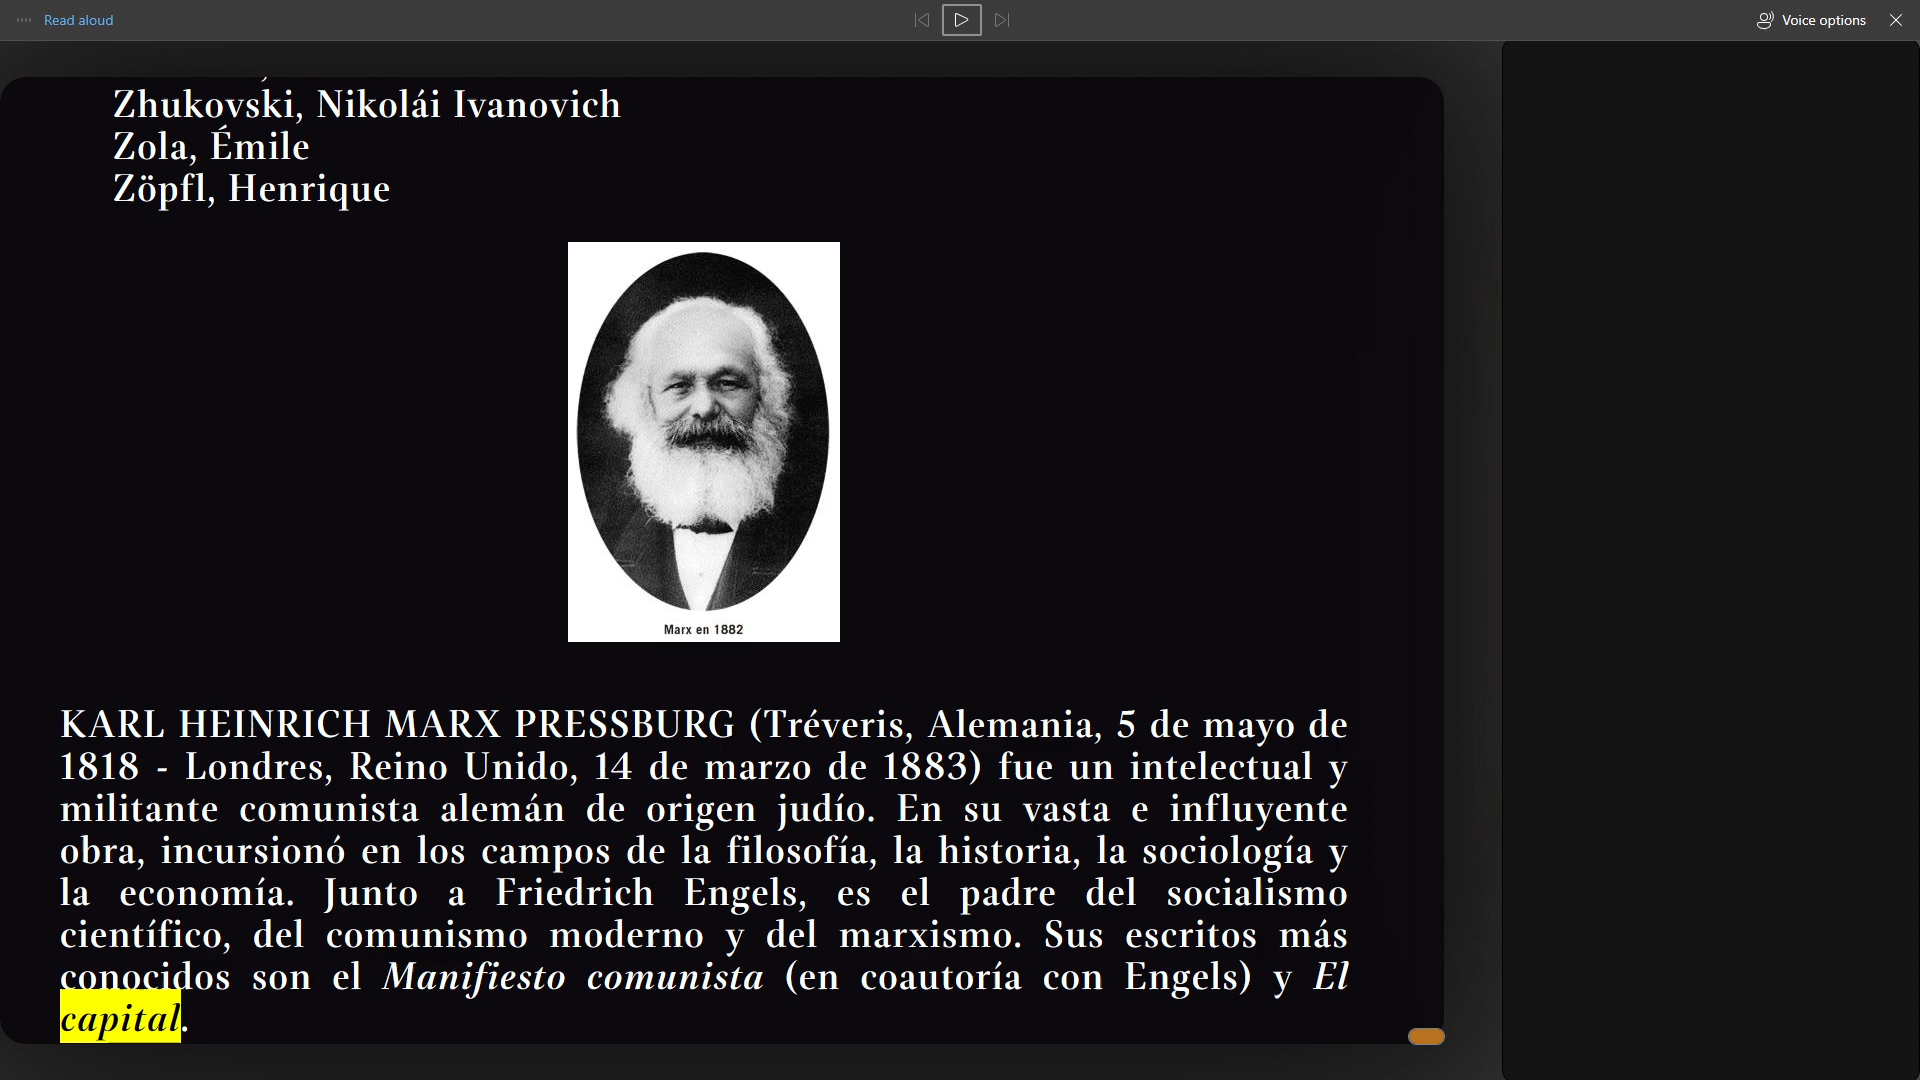 Read aloud
Voice options
Zhukovski, Nikolái Ivanovich
Zola, Émile
Zöpfl, Henrique
Marx en 1882
KARL HEINRICH MARX PRESSBURG (Tréveris, Alemania, 5 de mayo de
1818 - Londres, Reino Unido, 14 de marzo de 1883) fue un intelectual y
militante comunista alemán de origen judío. En su vasta e influyente
obra, incursionó en los campos de la filosofía, la historia, la sociología y
la economía. Junto a Friedrich Engels, es el padre del socialismo
científico, del comunismo moderno y del marxismo. Sus escritos más
conocidos son el Manifiesto comunista (en coautoría con Engels) y El
capital.